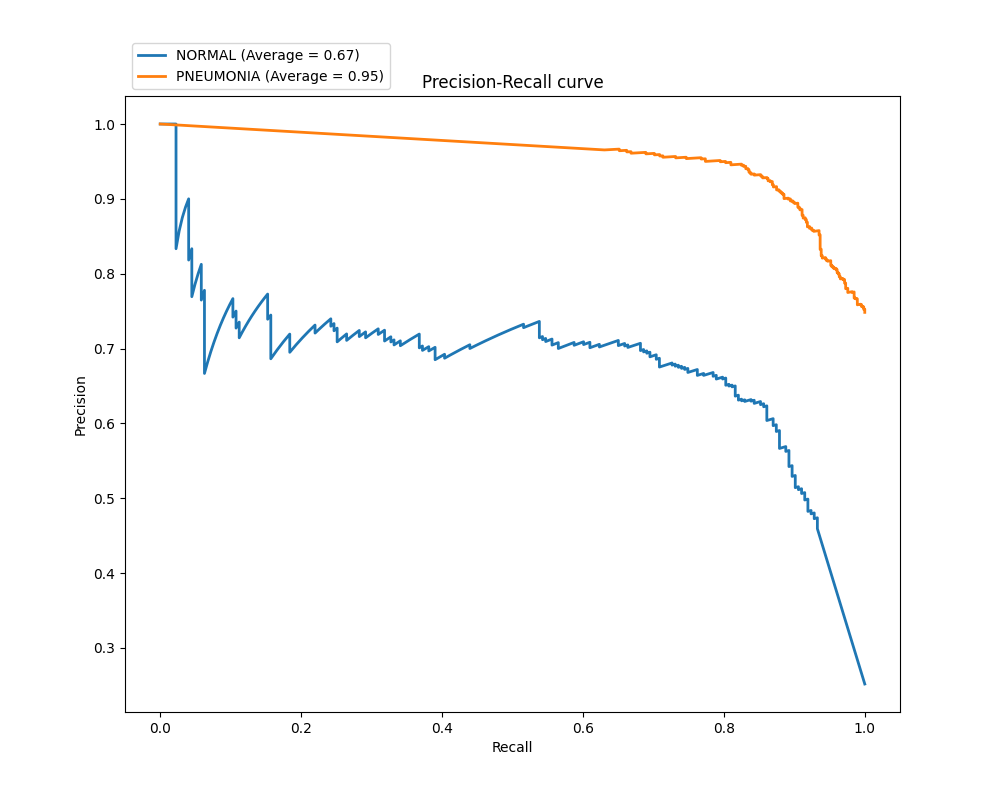 NORMAL (Average = 0.67)
PNEUMONIA (Average = 0.95)
Precision-Recall curve
1.0
0.9
0.8
0.7
0.6
0.5
0.4
0.3
Precision
0.0 0.2 0.4 0.6 0.8 1.0
Recall